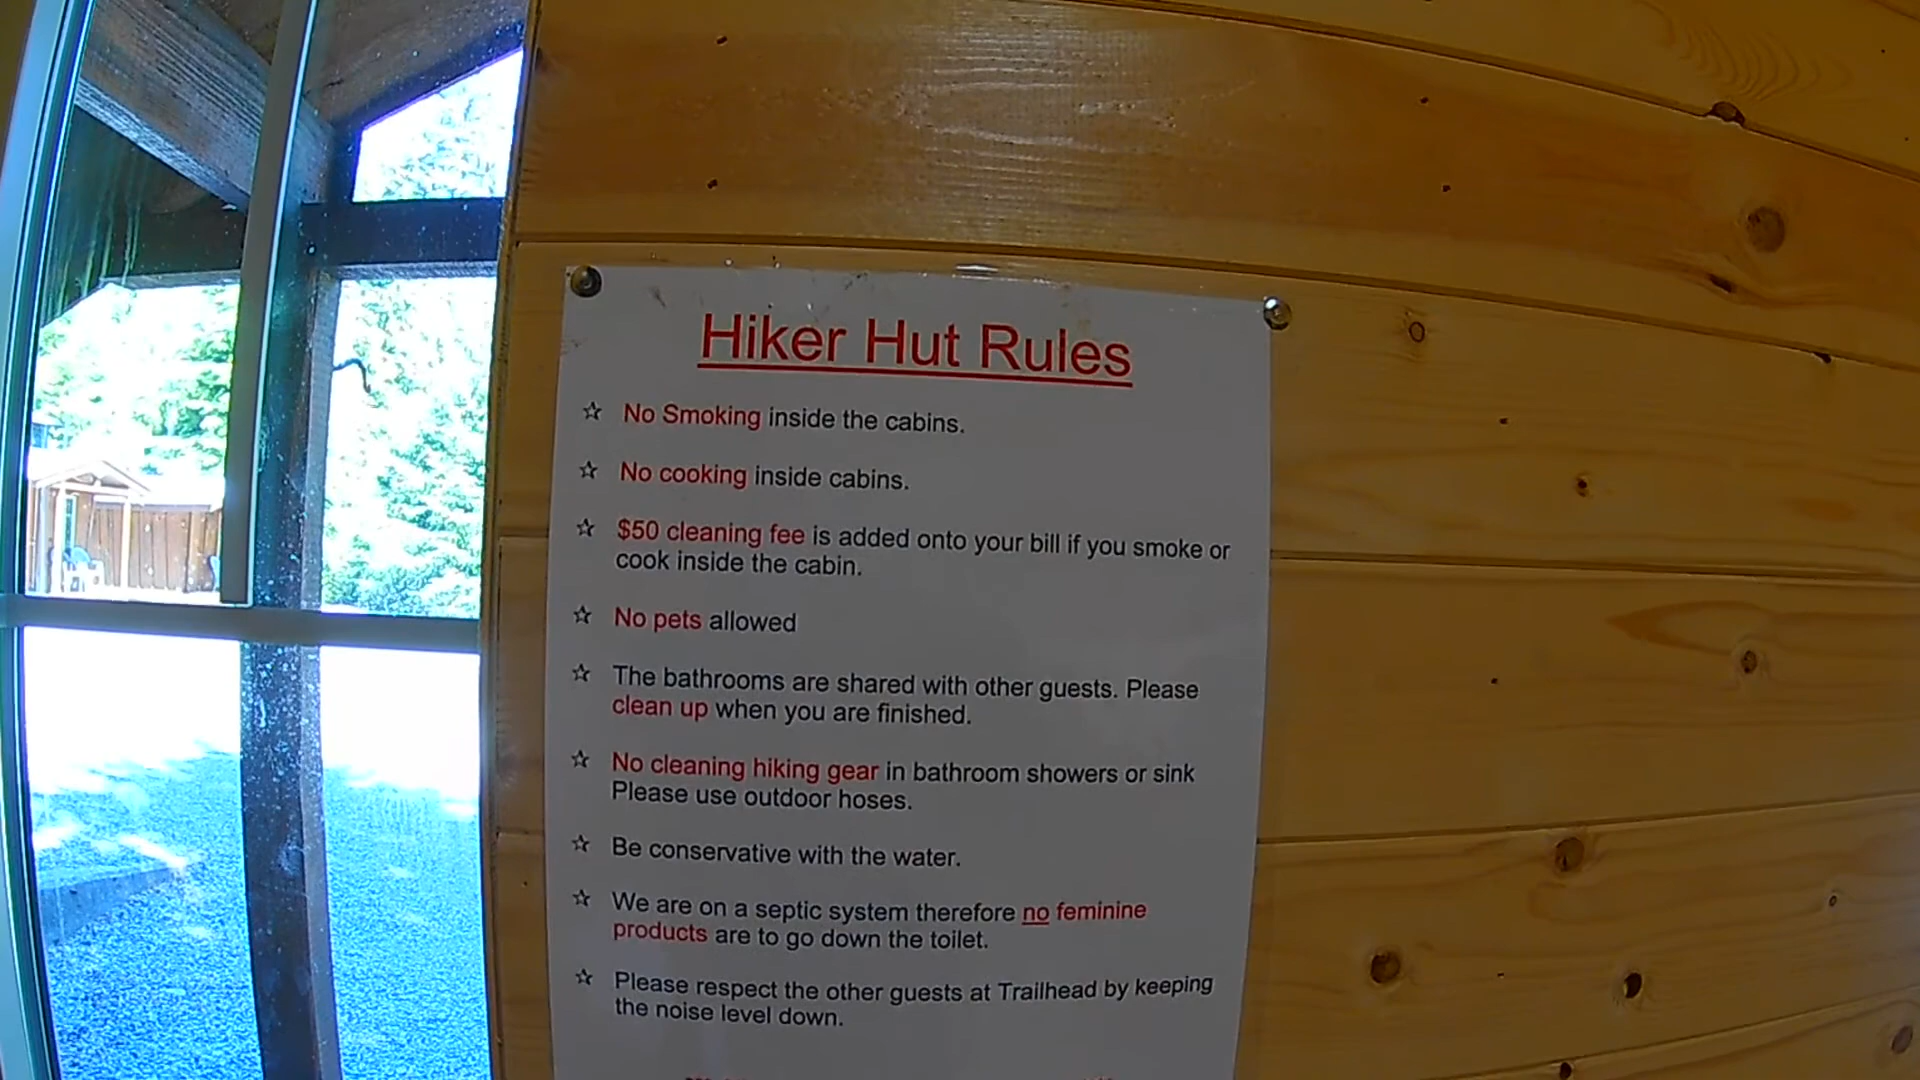 Hiker Hut Rules
☆ No Smoking inside the cabins.
☆ No cooking inside cabins.
☆ $50 cleaning fee is added onto your bill if you smoke or
cook inside the cabin.
☆ No pets allowed
☆ The bathrooms are shared with other guests. Please
clean up when you are finished.
☆ No cleaning hiking gear in bathroom showers or sink
Please use outdoor hoses.
☆ Be conservative with the water.
☆ We are on a septic system therefore no feminine
products are to go down the toilet.
☆ Please respect the other guests at Trailhead by keeping
the noise level down.